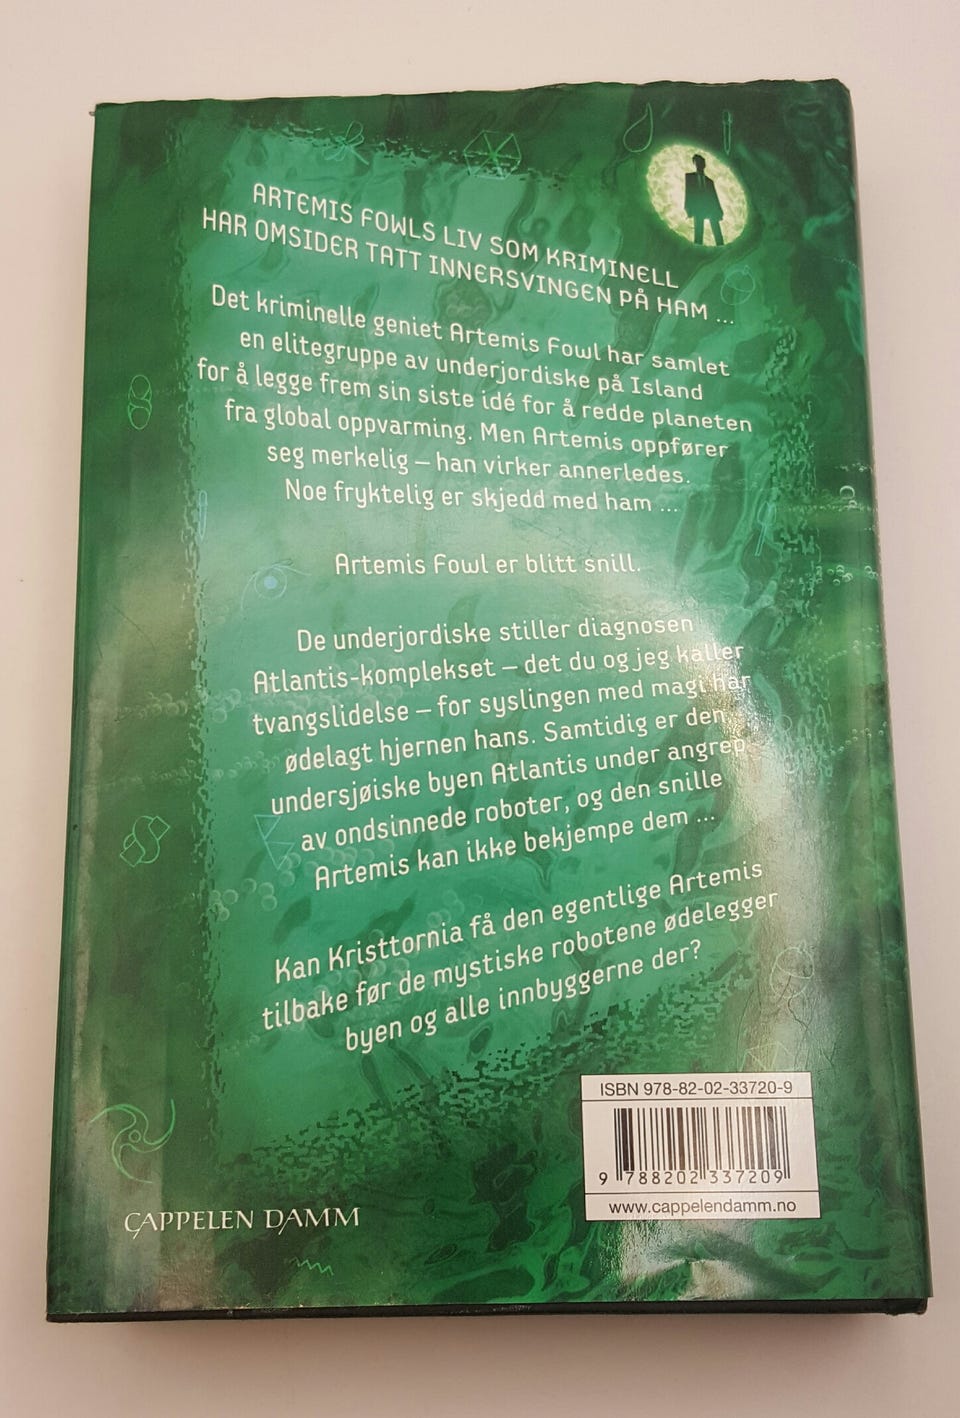 ARTEMIS FOWLS LIV SOM KRIMINELL
HAR OMSIDER TATT INNERSVINGEN PÅ HAM ...
Det kriminelle geniet Artemis Fowl har samlet
en elitegruppe av underjordiske på Island
for å legge frem sin siste idé for å redde planeten
fra global oppvarming. Men Artemis oppfører
seg merkelig – han virker annerledes.
Noe fryktelig er skjedd med ham ...
Artemis Fowl er blitt snill.
De underjordiske stiller diagnosen
Atlantis-komplekset – det du og jeg kaller
tvangslidelse – for syslingen med magi har
ødelagt hjernen hans. Samtidig er den
undersjøiske byen Atlantis under angrep
av ondsinnede roboter, og den snille
Artemis kan ikke bekjempe dem ...
Kan Kristtornia få den egentlige Artemis
tilbake før de mystiske robotene ødelegger
byen og alle innbyggerne der?
ISBN 978-82-02-33720-9
9 788202 337209
www.cappelendamm.no
CAPPELEN DAMM